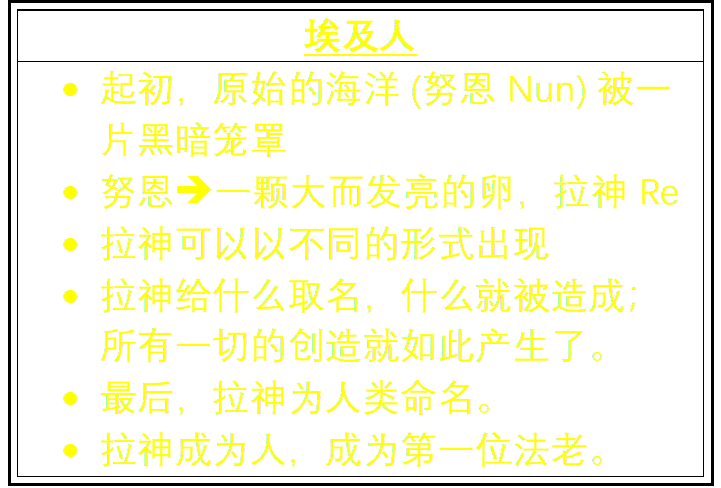 埃及人
• 起初，原始的海洋 (努恩 Nun) 被一
片黑暗笼罩
• 努恩➔一颗大而发亮的卵，拉神 Re
• 拉神可以以不同的形式出现
• 拉神给什么取名，什么就被造成；
所有一切的创造就如此产生了。
• 最后，拉神为人类命名。
• 拉神成为人，成为第一位法老。